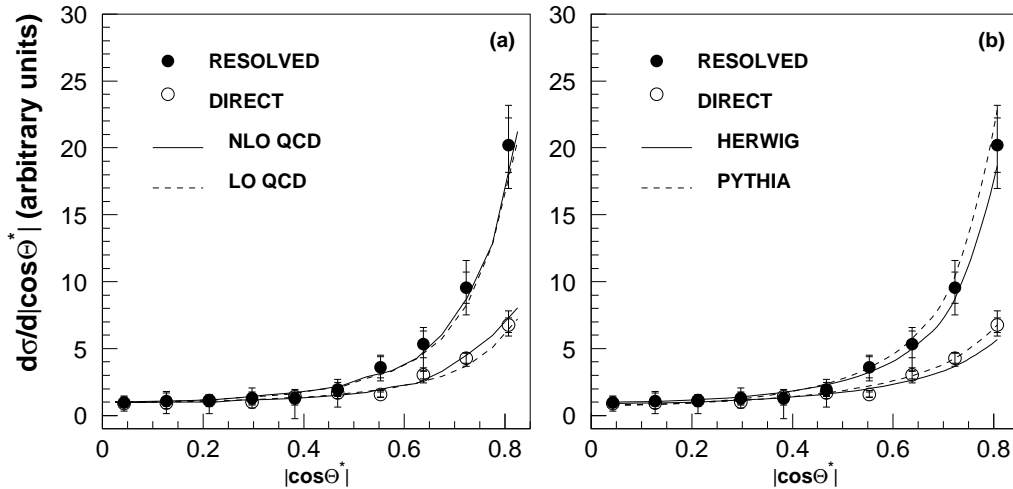 dσ/d|cosΘ*| (arbitrary units)
30
25
20
15
10
5
0
(a)
RESOLVED
DIRECT
NLO QCD
LO QCD
0
0.2
0.4
0.6
0.8
|cosΘ*|
30
25
20
15
10
5
0
(b)
RESOLVED
DIRECT
HERWIG
PYTHIA
0
0.2
0.4
0.6
0.8
|cosΘ*|